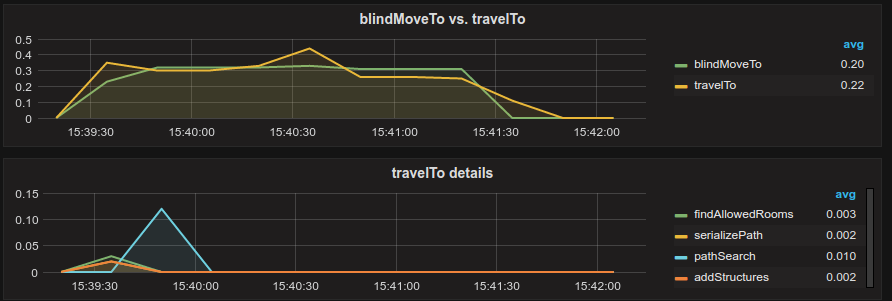 blindMoveTo vs. travelTo
0.5
0.4
0.3
0.2
0.1
0
15:39:30 15:40:00 15:40:30 15:41:00 15:41:30 15:42:00
avg
blindMoveTo 0.20
travelTo 0.22
travelTo details
0.15
0.10
0.05
0
15:39:30 15:40:00 15:40:30 15:41:00 15:41:30 15:42:00
avg
findAllowedRooms 0.003
serializePath 0.002
pathSearch 0.010
addStructures 0.002